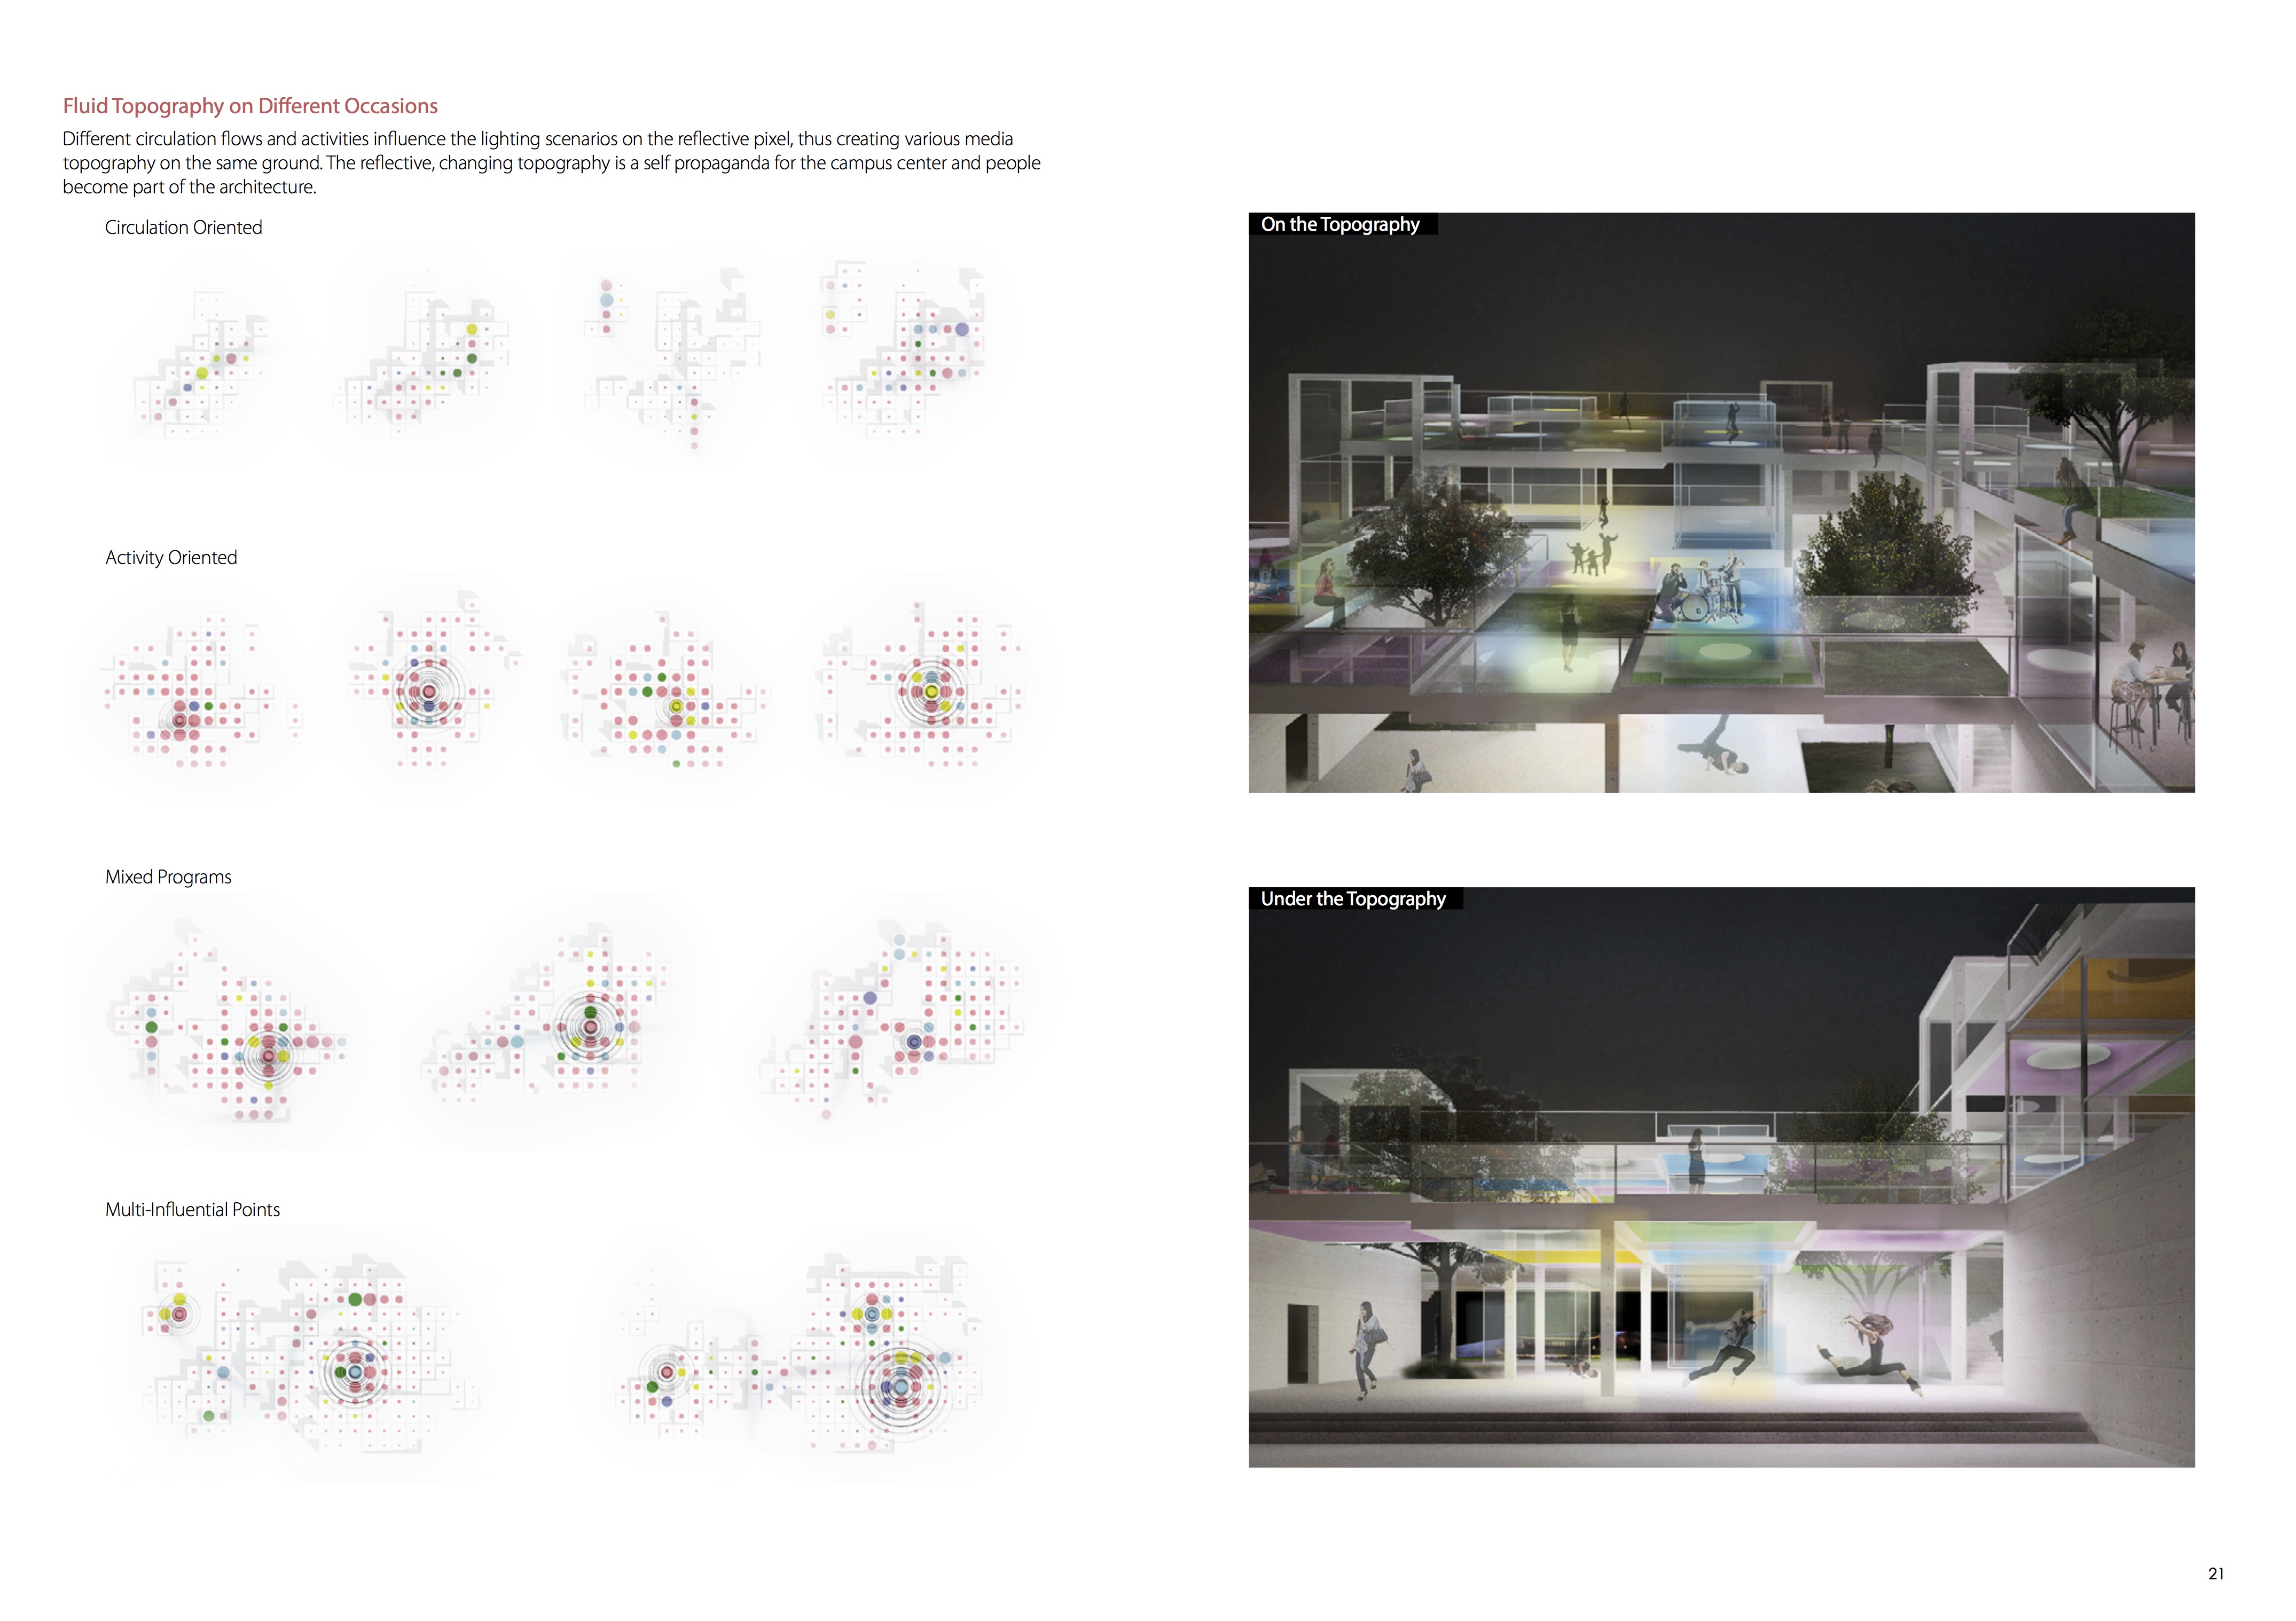 Fluid Topography on Different Occasions
Different circulation flows and activities influence the lighting scenarios on the reflective pixel, thus creating various media
topography on the same ground. The reflective, changing topography is a self propaganda for the campus center and people
become part of the architecture.
Circulation Oriented
Activity Oriented
Mixed Programs
Multi-Influential Points
On the Topography
Under the Topography
21